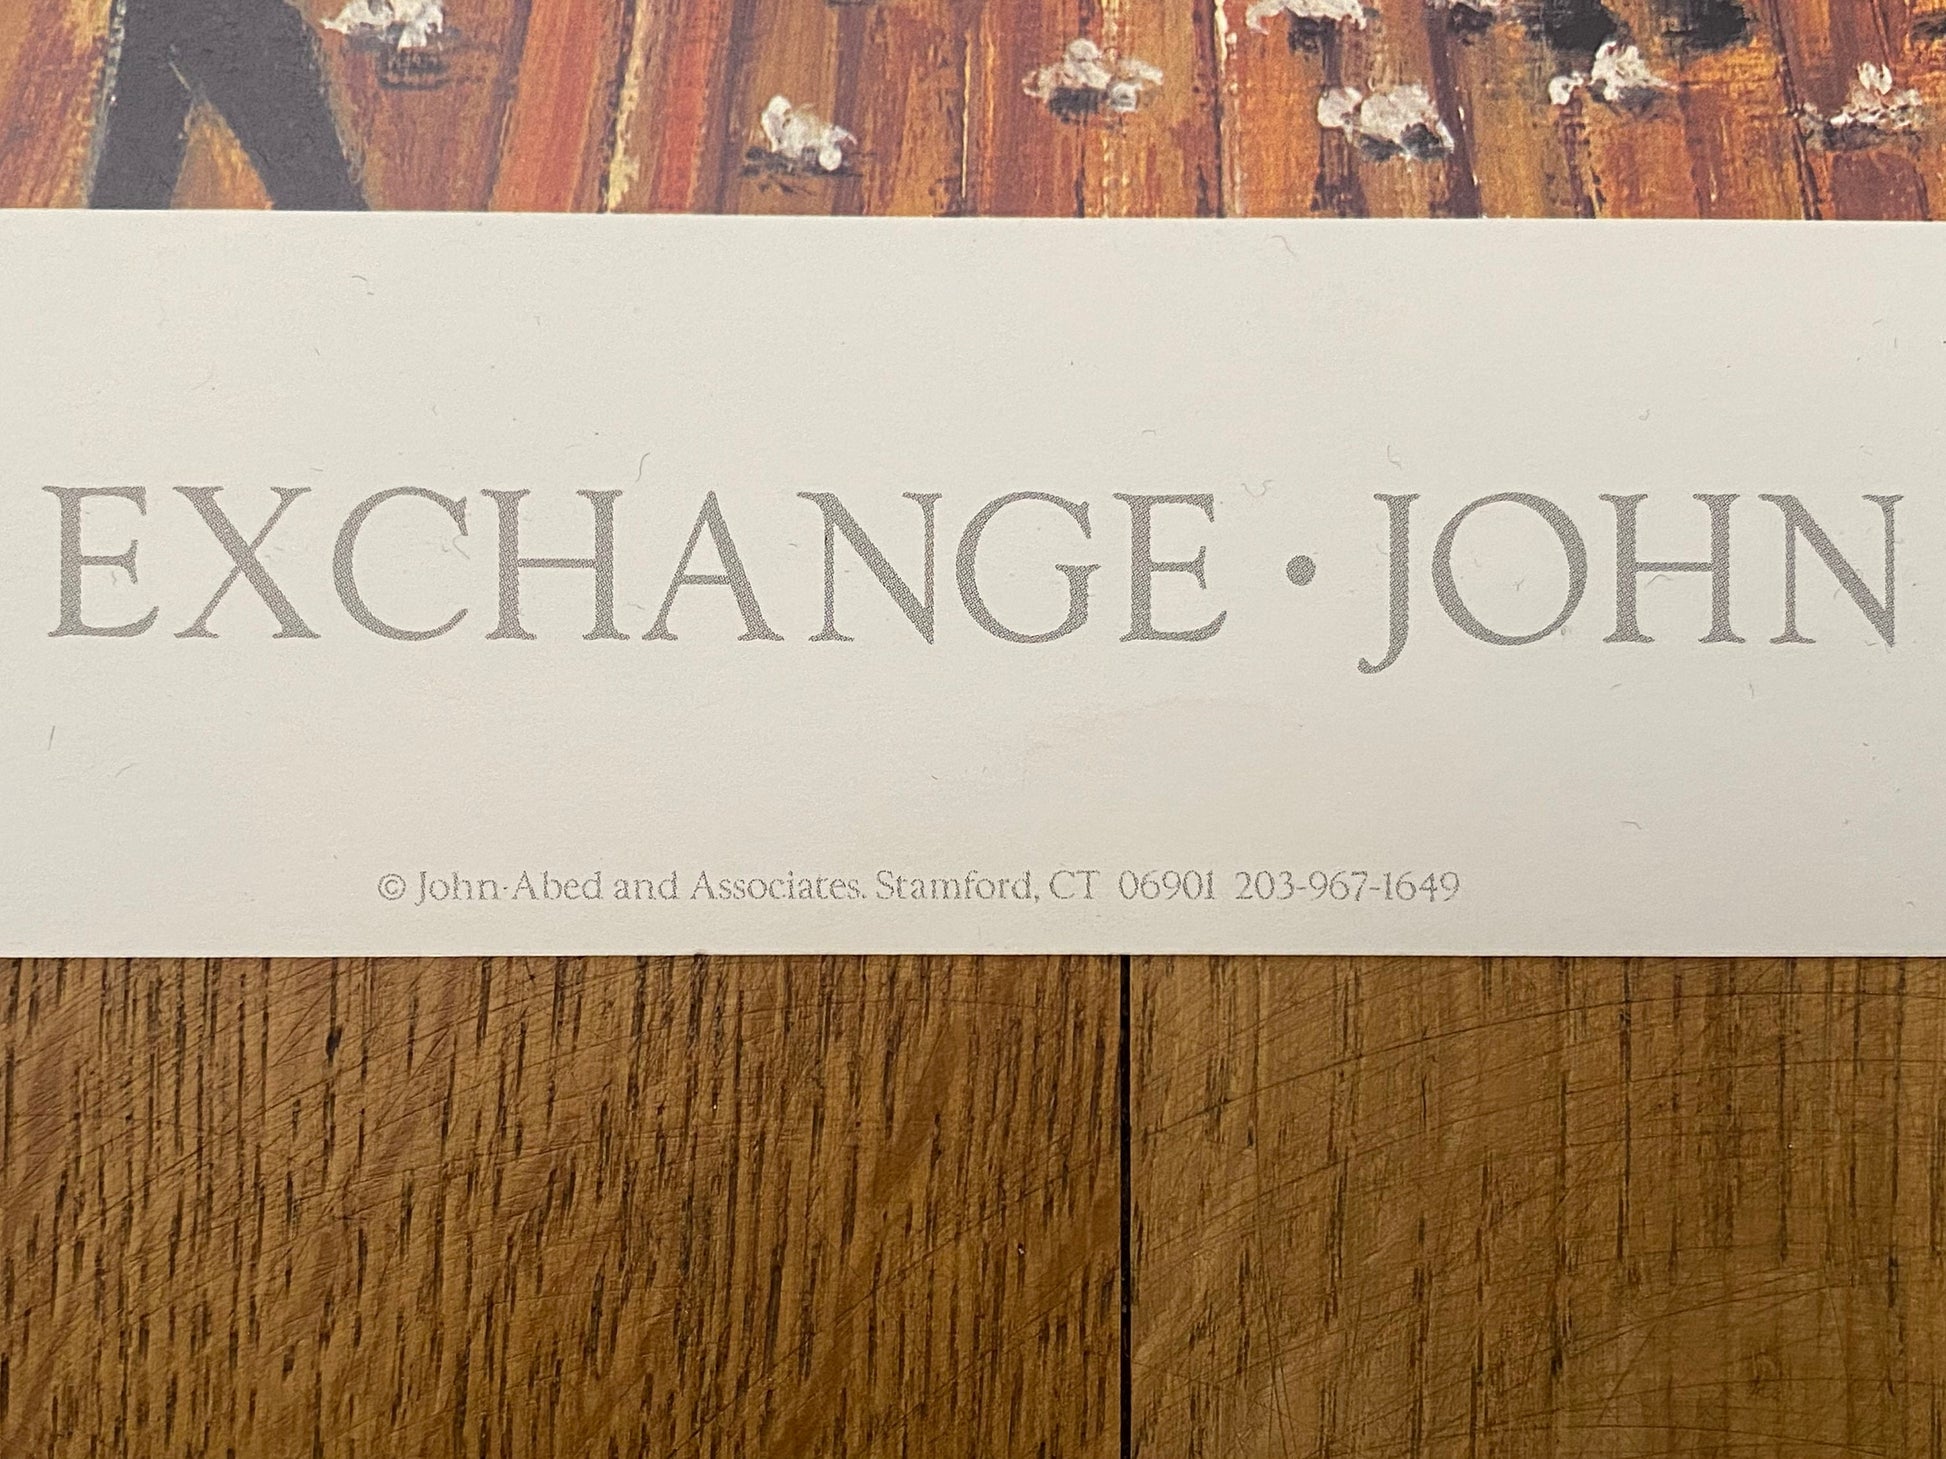 EXCHANGE • JOHN
© John-Abed and Associates. Stamford, CT 06901 203-967-1649